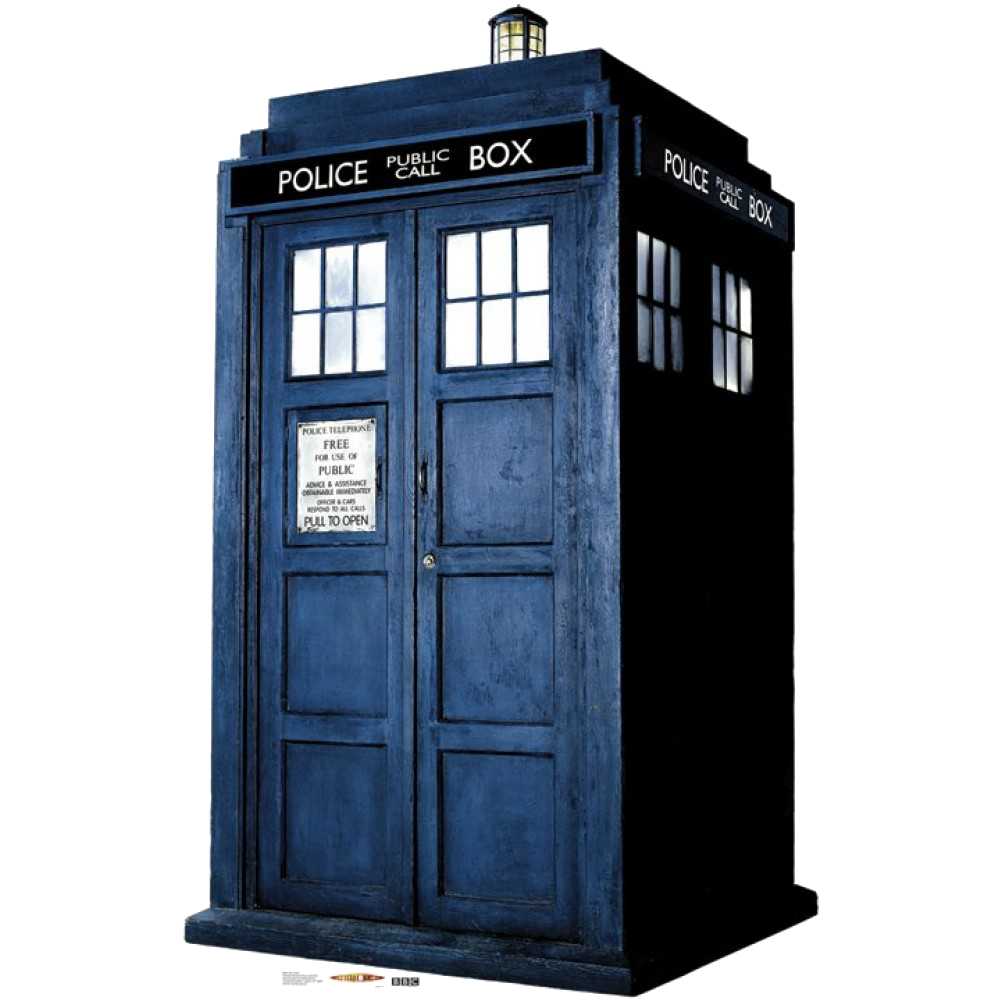 POLICE PUBLIC CALL BOX
POLICE PUBLIC CALL BOX
POLICE TELEPHONE
FREE
FOR USE OF
PUBLIC
ADVICE & ASSISTANCE
OBTAINABLE IMMEDIATELY
OFFICER & CARS
RESPOND TO ALL CALLS
PULL TO OPEN
BBC